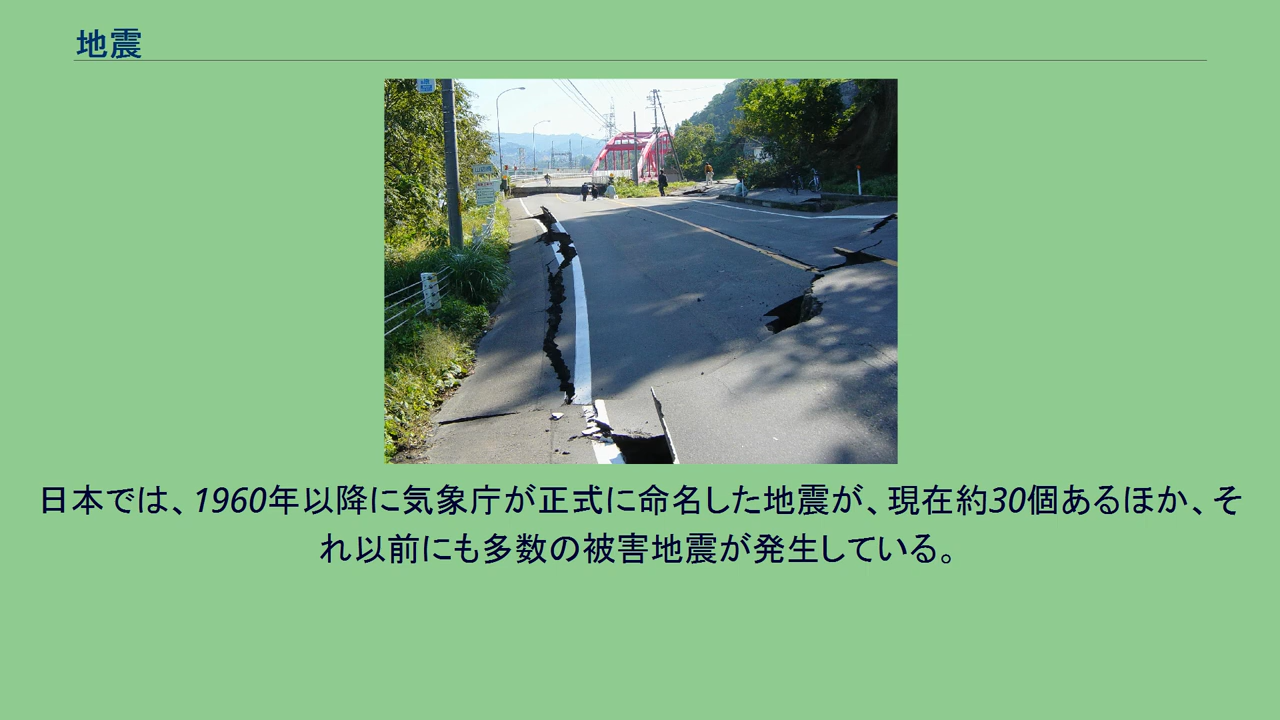 地震
日本では、1960年以降に気象庁が正式に命名した地震が、現在約30個あるほか、そ
れ以前にも多数の被害地震が発生している。